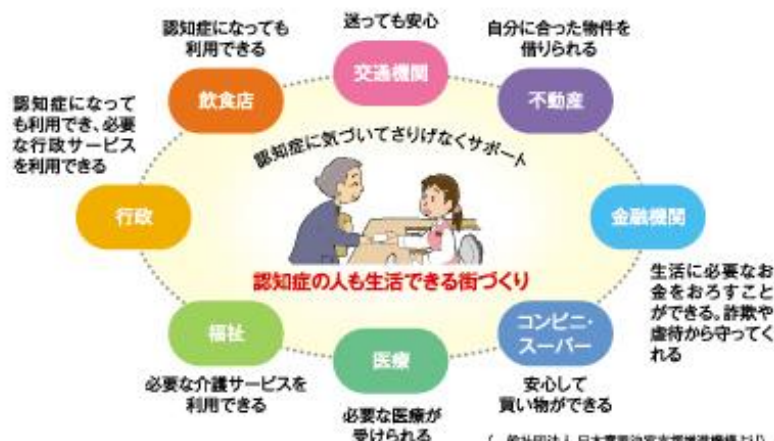 認知症になっても
利用できる
飲食店
迷っても安心
交通機関
自分に合った物件を
借りられる
不動産
認知症になって
も利用でき、必要
な行政サービス
を利用できる
行政
認知症に気づいてさりげなくサポート
金融機関
生活に必要なお
金をおろすこと
ができる。詐欺や
虐待から守ってく
れる
認知症の人も生活できる街づくり
福祉
必要な介護サービスを
利用できる
医療
必要な医療が
受けられる
コンビニ・
スーパー
安心して
買い物ができる
一般社団法人 日本